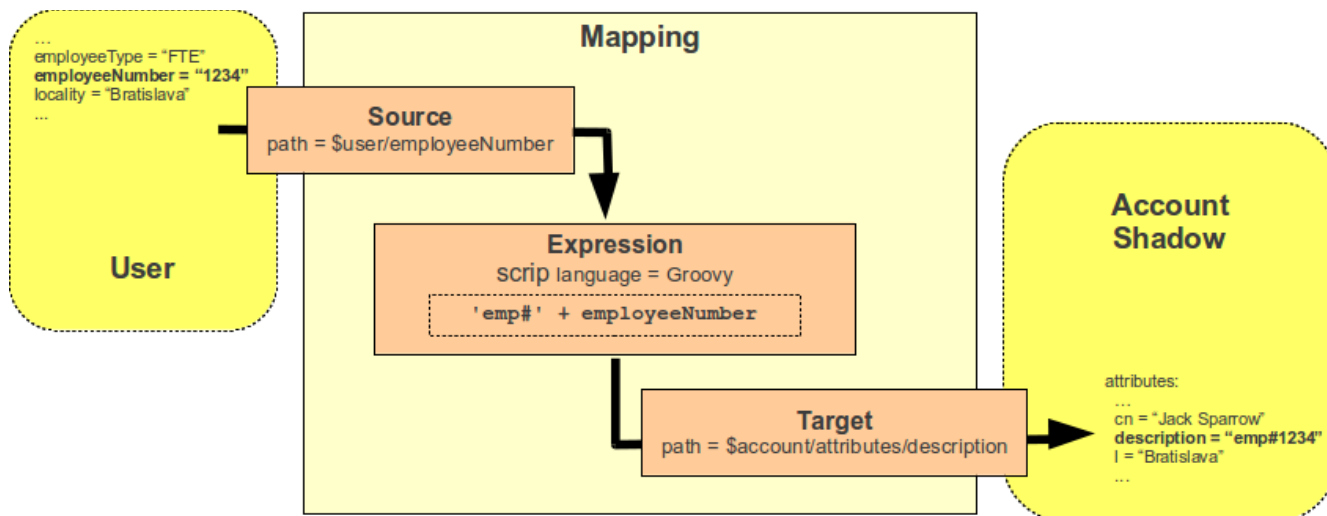 ...
employeeType = “FTE”
employeeNumber = “1234”
locality = “Bratislava”
...
User
Mapping
Source
path = $user/employeeNumber
Expression
scrip language = Groovy
'emp#' + employeeNumber
Target
path = $account/attributes/description
Account
Shadow
attributes:
...
cn = “Jack Sparrow”
description = “emp#1234”
l = “Bratislava”
...